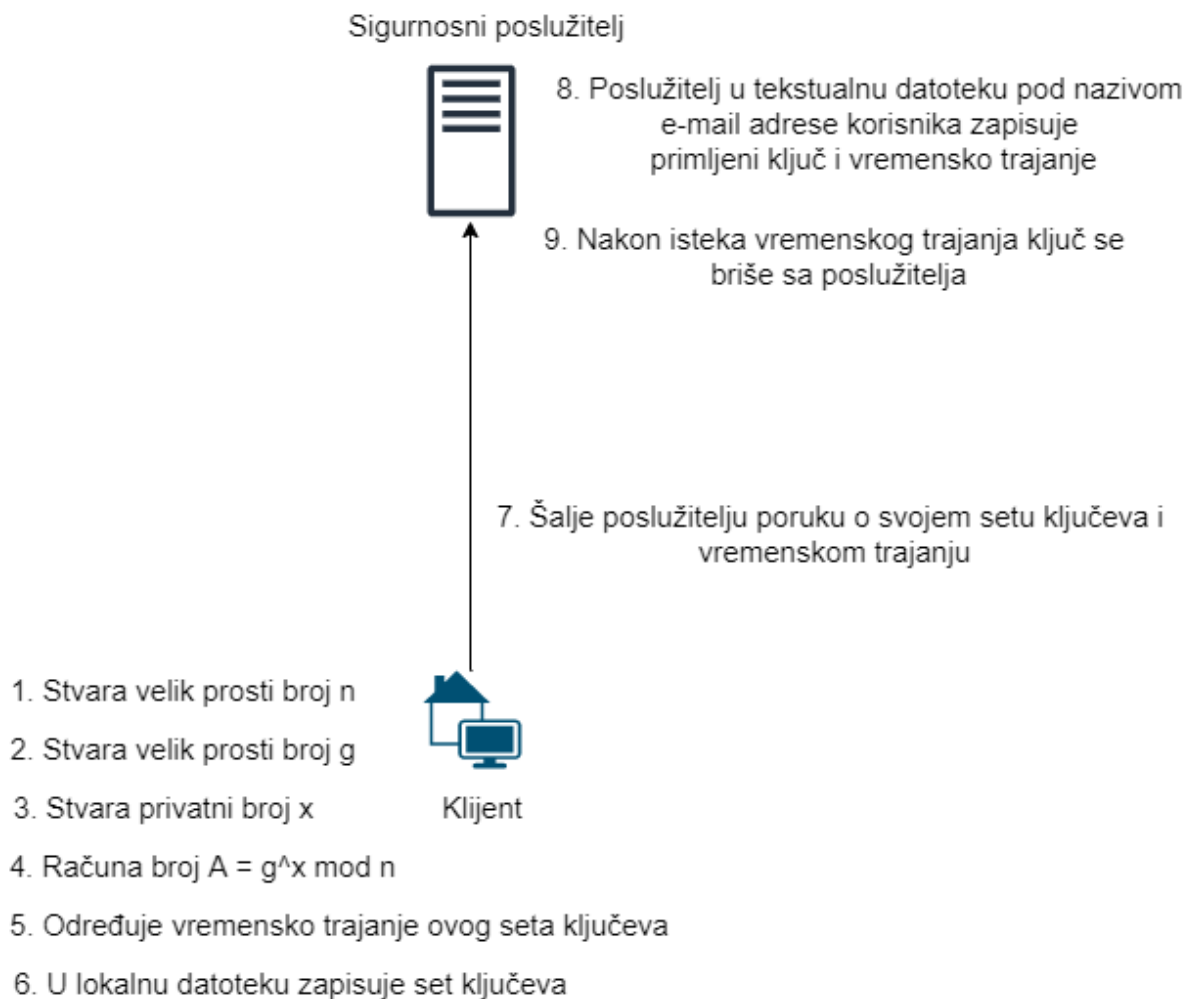 Sigurnosni poslužitelj
8. Poslužitelj u tekstualnu datoteku pod nazivom
e-mail adrese korisnika zapisuje
primljeni ključ i vremensko trajanje
9. Nakon isteka vremenskog trajanja ključ se
briše sa poslužitelja
7. Šalje poslužitelju poruku o svojem setu ključeva i
vremenskom trajanju
1. Stvara velik prosti broj n
2. Stvara velik prosti broj g
3. Stvara privatni broj x
Klijent
4. Računa broj A = g^x mod n
5. Određuje vremensko trajanje ovog seta ključeva
6. U lokalnu datoteku zapisuje set ključeva